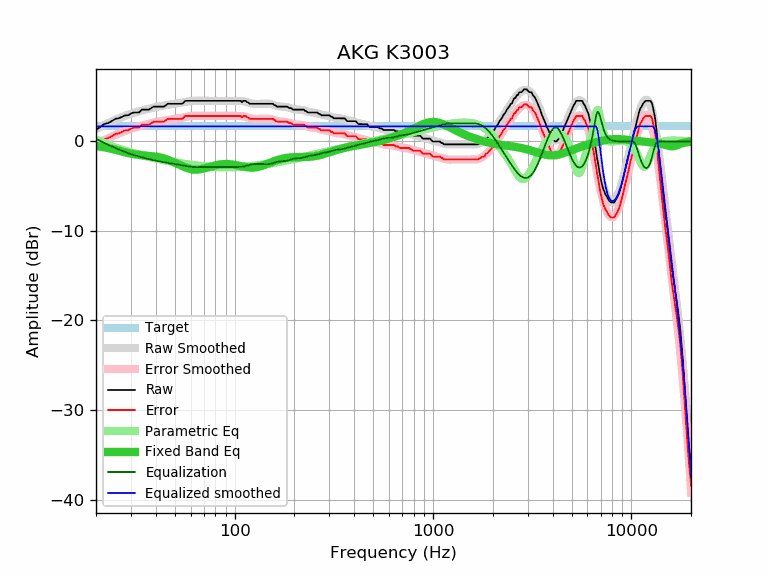 AKG K3003
Amplitude (dBr)
0
−10
−20
−30
−40
Target
Raw Smoothed
Error Smoothed
Raw
Error
Parametric Eq
Fixed Band Eq
Equalization
Equalized smoothed
100
1000
10000
Frequency (Hz)